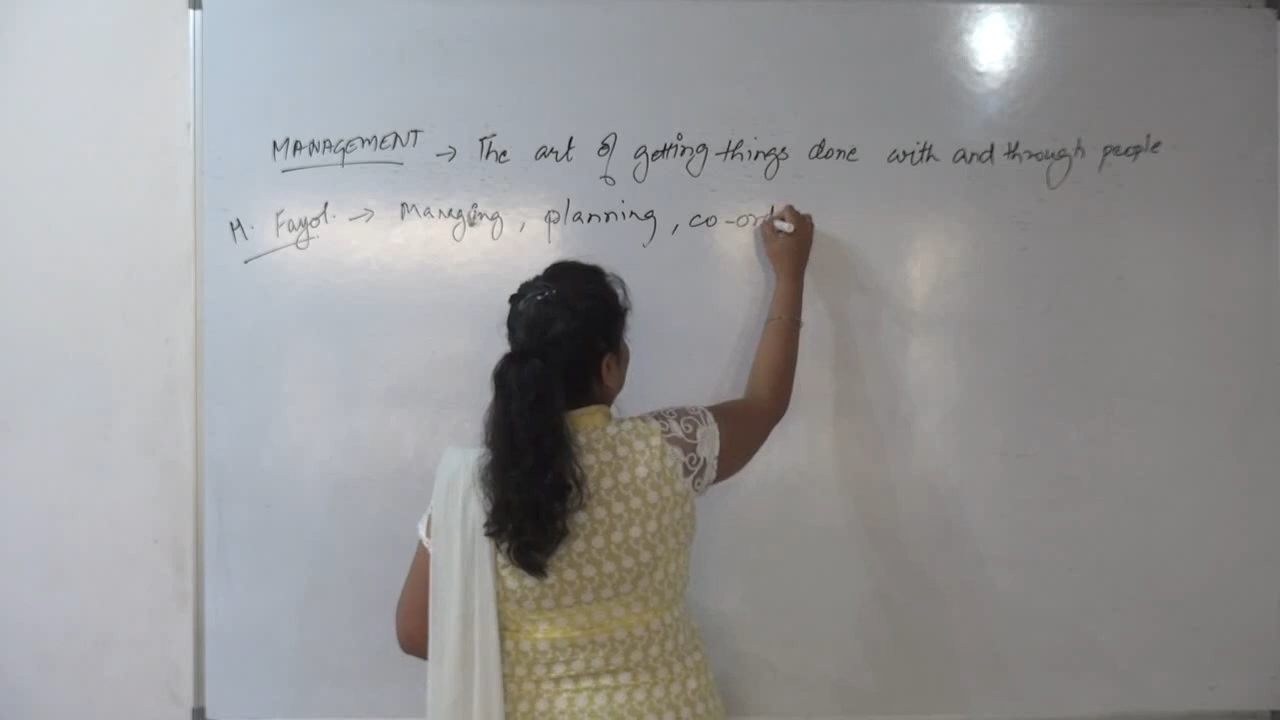 MANAGEMENT → The art of getting things done with and through people
H. Fayol. → Managing, planning, co-ord